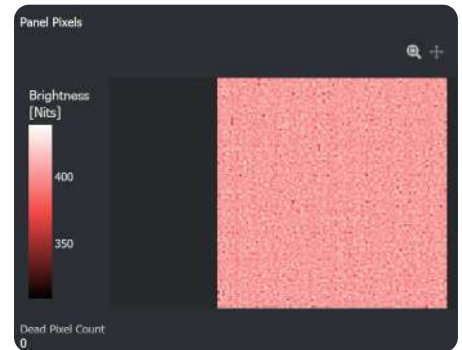 Panel Pixels
Brightness
[Nits]
400
350
Dead Pixel Count
0